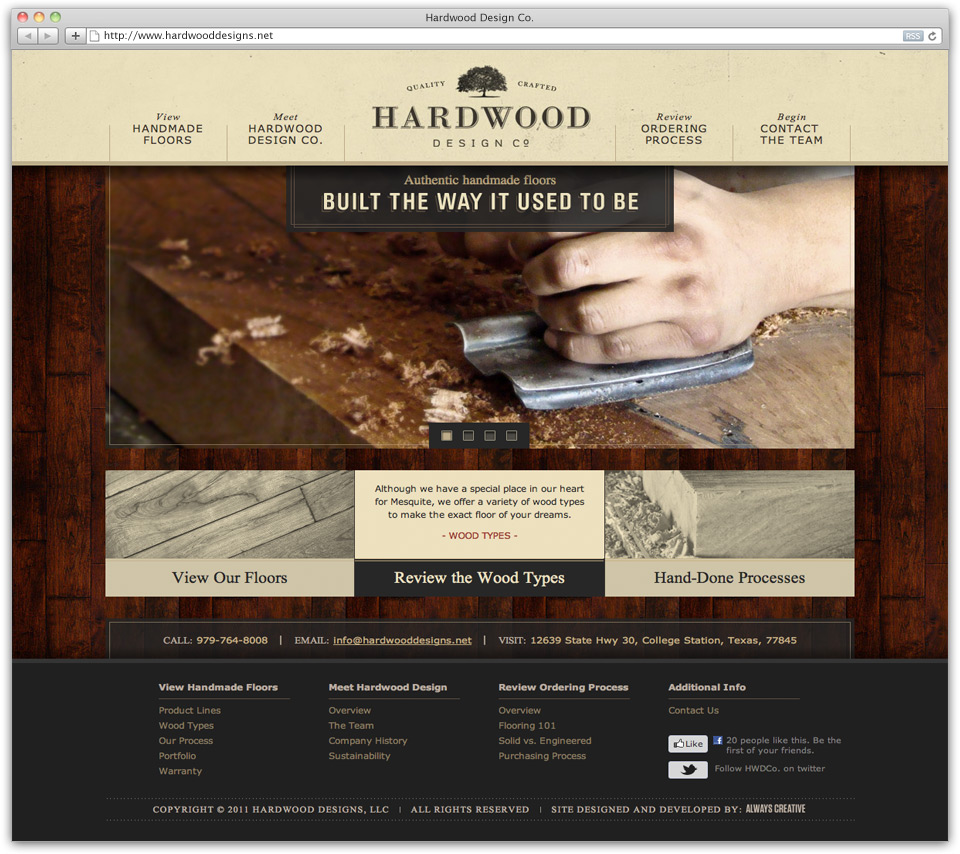 Hardwood Design Co.
http://www.hardwooddesigns.net
RSS
QUALITY CRAFTED
HARDWOOD
DESIGN CO
View
HANDMADE
FLOORS
Meet
HARDWOOD
DESIGN CO.
Review
ORDERING
PROCESS
Begin
CONTACT
THE TEAM
Authentic handmade floors
BUILT THE WAY IT USED TO BE
Although we have a special place in our heart
for Mesquite, we offer a variety of wood types
to make the exact floor of your dreams.
- WOOD TYPES -
View Our Floors
Review the Wood Types
Hand-Done Processes
CALL: 979-764-8008 | EMAIL: info@hardwooddesigns.net | VISIT: 12639 State Hwy 30, College Station, Texas, 77845
View Handmade Floors
Product Lines
Wood Types
Our Process
Portfolio
Warranty
Meet Hardwood Design
Overview
The Team
Company History
Sustainability
Review Ordering Process
Overview
Flooring 101
Solid vs. Engineered
Purchasing Process
Additional Info
Contact Us
Like
20 people like this. Be the
first of your friends.
Follow HWDCo. on twitter
COPYRIGHT © 2011 HARDWOOD DESIGNS, LLC | ALL RIGHTS RESERVED | SITE DESIGNED AND DEVELOPED BY: ALWAYS CREATIVE